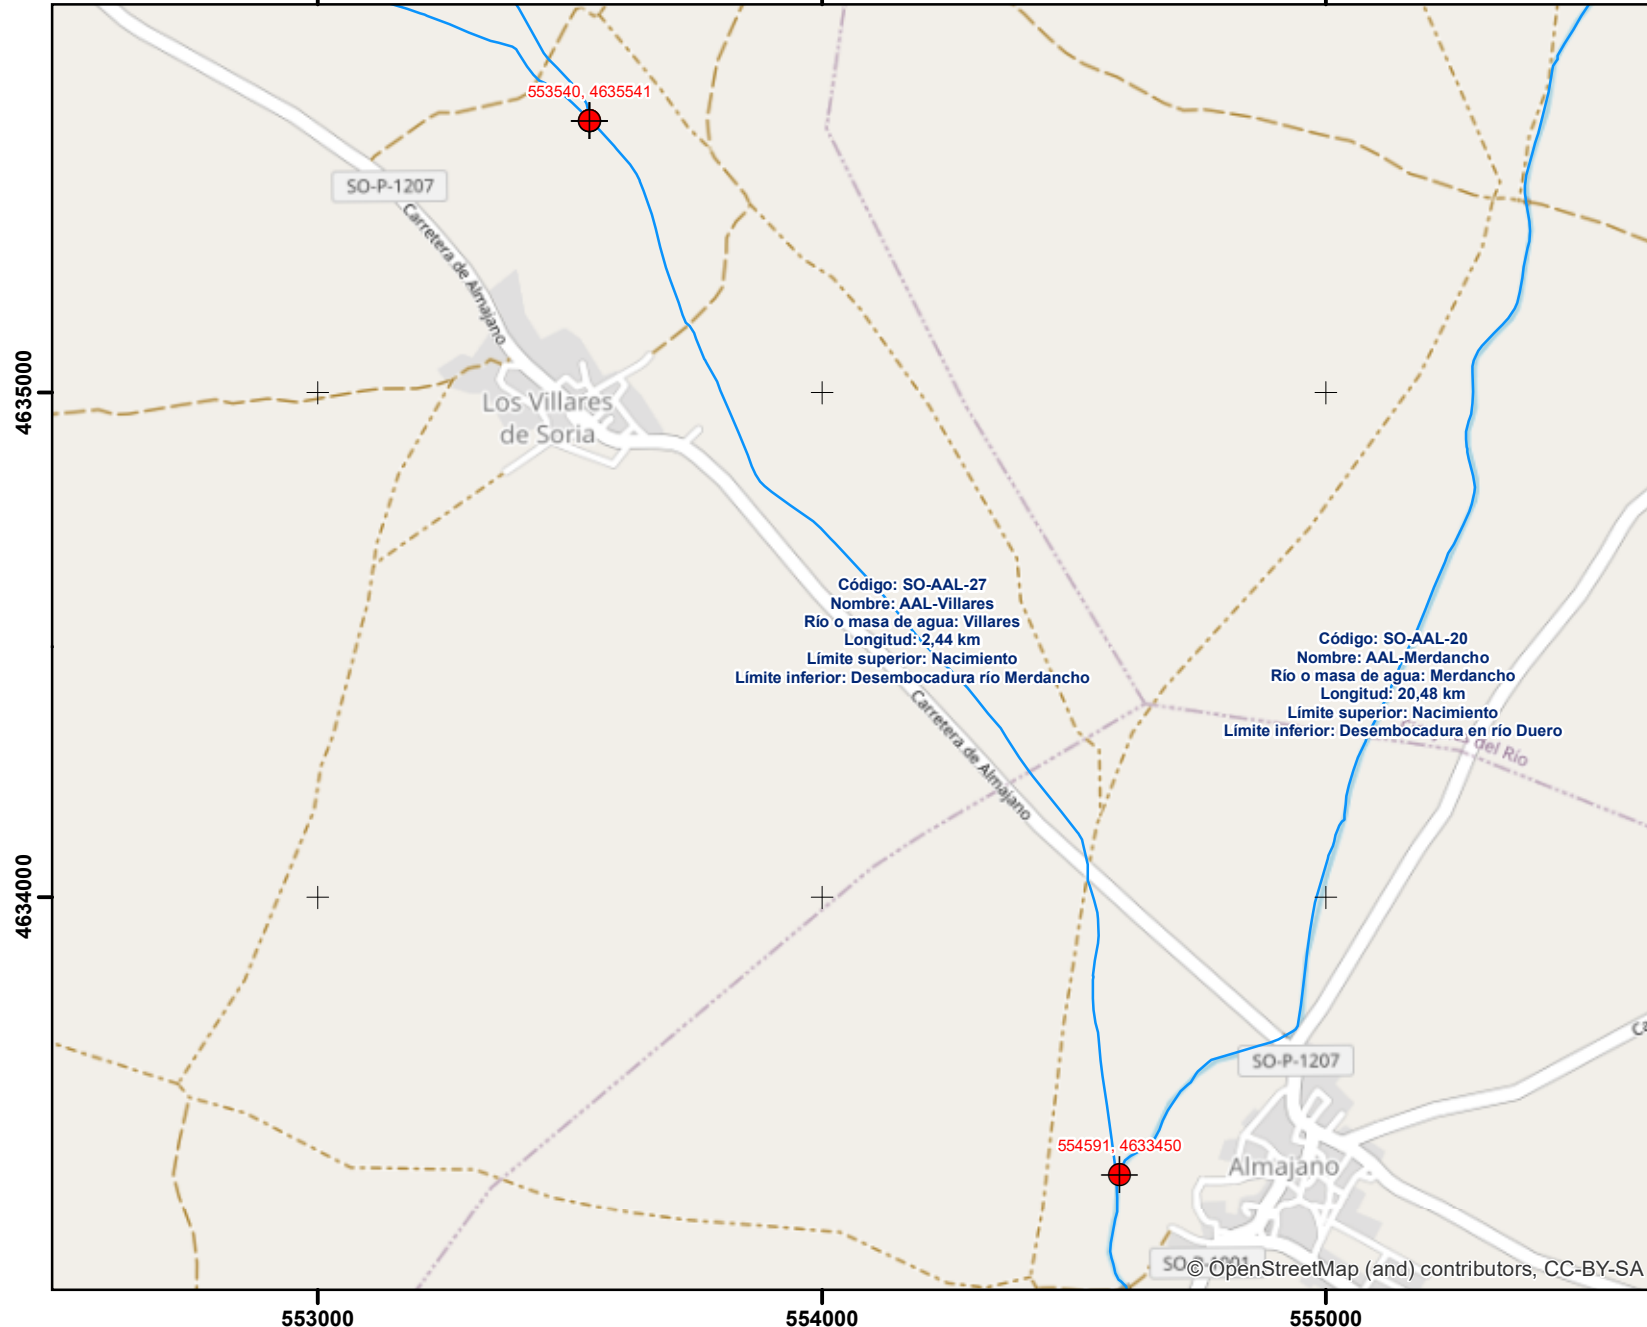 553540, 4635541
SO-P-1207
Carretera de Almajano
4635000
Los Villares
de Soria
Código: SO-AAL-27
Nombre: AAL-Villares
Río o masa de agua: Villares
Longitud: 2,44 km
Límite superior: Nacimiento
Límite inferior: Desembocadura río Merdancho
Código: SO-AAL-20
Nombre: AAL-Merdancho
Río o masa de agua: Merdancho
Longitud: 20,48 km
Límite superior: Nacimiento
Límite inferior: Desembocadura en río Duero
del Río
Carretera de Almajano
4634000
SO-P-1207
554591, 4633450
Almajano
© OpenStreetMap (and) contributors, CC-BY-SA
553000
554000
555000